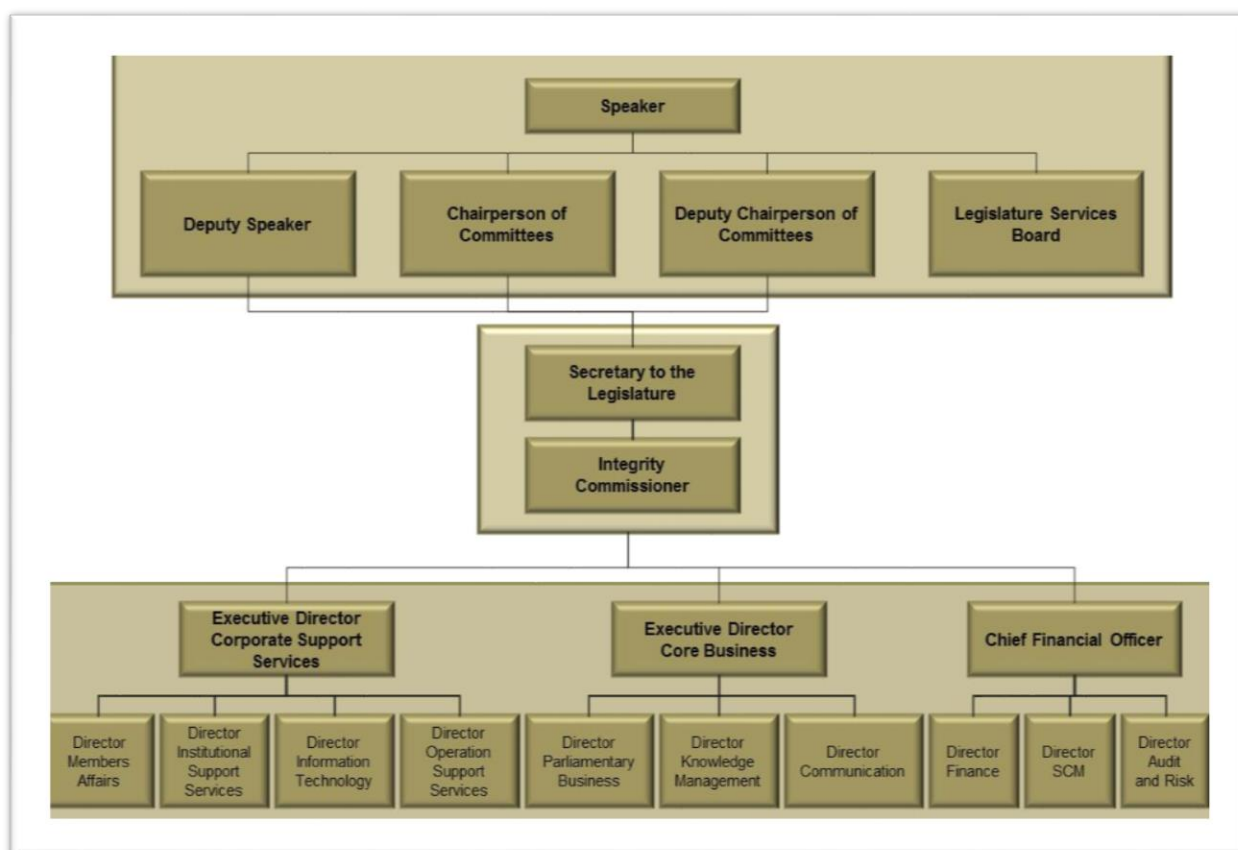 Speaker
Deputy Speaker
Chairperson of
Committees
Deputy Chairperson of
Committees
Legislature Services
Board
Secretary to the
Legislature
Integrity
Commissioner
Executive Director
Corporate Support
Services
Executive Director
Core Business
Chief Financial Officer
Director
Members
Affairs
Director
Institutional
Support
Services
Director
Information
Technology
Director
Operation
Support
Services
Director
Parliamentary
Business
Director
Knowledge
Management
Director
Communication
Director
Finance
Director
SCM
Director
Audit
and Risk